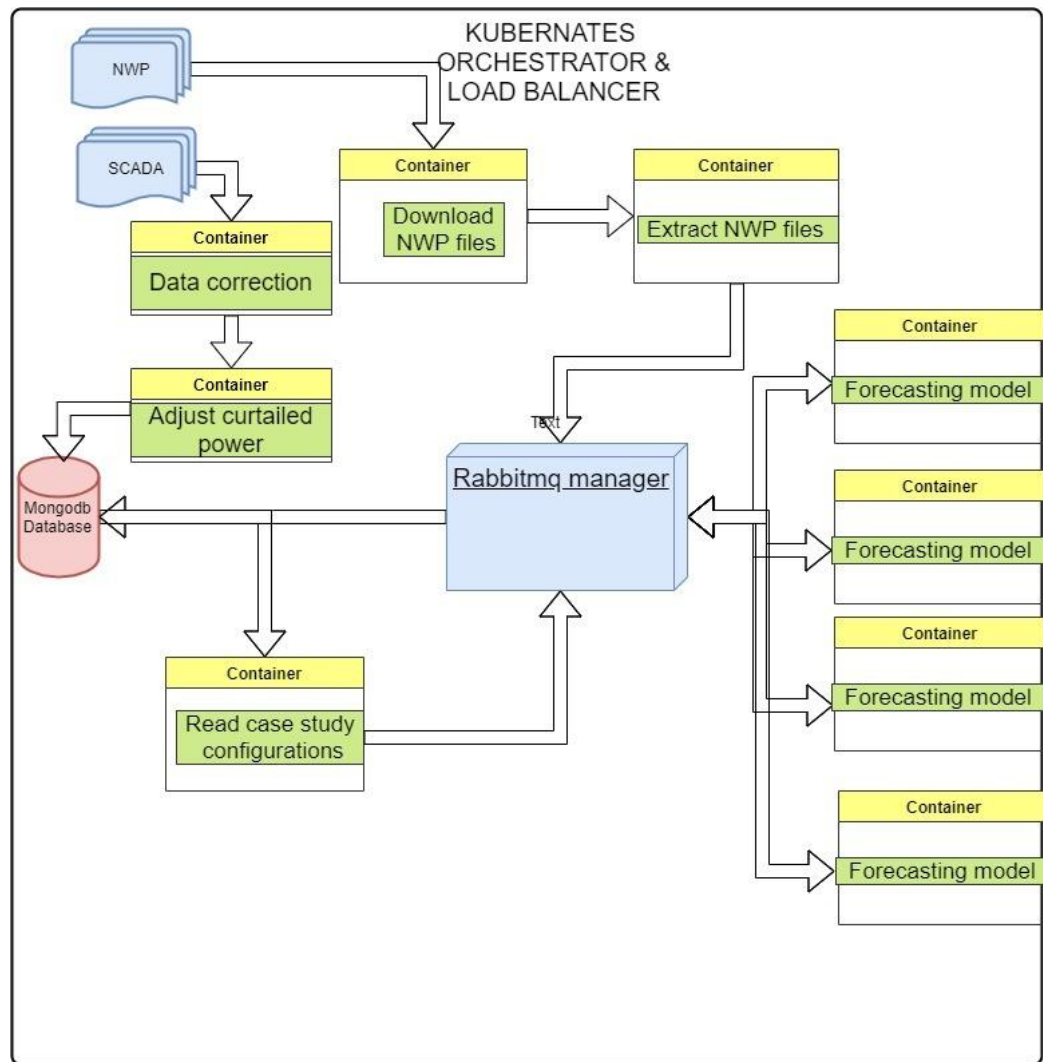 KUBERNATES
ORCHESTRATOR &
LOAD BALANCER
NWP
SCADA
Container
Download
NWP files
Container
Extract NWP files
Container
Data correction
Container
Adjust curtailed
power
Mongodb
Database
Text
Rabbitmq manager
Container
Read case study
configurations
Container
Forecasting model
Container
Forecasting model
Container
Forecasting model
Container
Forecasting model